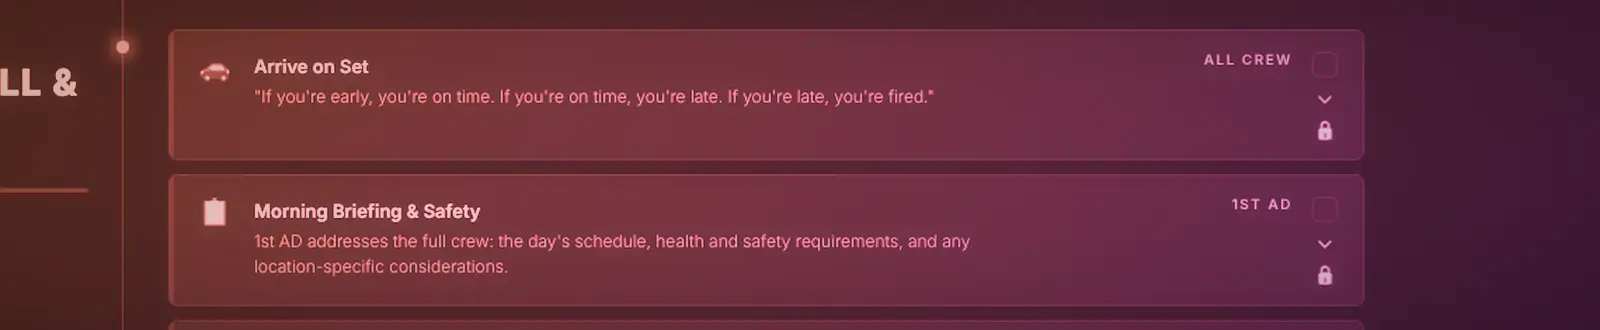 LL &
Arrive on Set
ALL CREW
"If you're early, you're on time. If you're on time, you're late. If you're late, you're fired."
Morning Briefing & Safety
1ST AD
1st AD addresses the full crew: the day's schedule, health and safety requirements, and any
location-specific considerations.